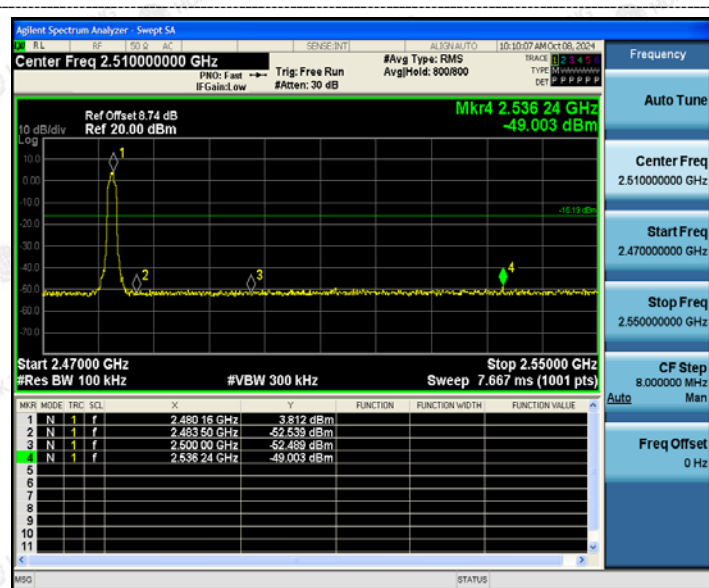 Agilent Spectrum Analyzer - Swept SA
RL RF 50 Ω AC SENSE:INT ALIGN AUTO 10:10:07 AM Oct 08, 2024
Center Freq 2.510000000 GHz
PNO: Fast
IFGain:Low
Trig: Free Run
#Atten: 30 dB
#Avg Type: RMS
Avg|Hold: 800/800
TRACE 1 2 3 4 5 6
TYPE M
DET P P P P P P
Ref Offset 8.74 dB
Ref 20.00 dBm
10 dB/div
Log
Mkr4 2.536 24 GHz
-49.003 dBm
10.0
0.00
-10.0
-20.0
-30.0
-40.0
-50.0
-60.0
-70.0
1
2
3
4
-16.19 dBm
Start 2.47000 GHz Stop 2.55000 GHz
#Res BW 100 kHz #VBW 300 kHz Sweep 7.667 ms (1001 pts)
MKR MODE TRC SCL X Y FUNCTION FUNCTION WIDTH FUNCTION VALUE
1 N 1 f 2.480 16 GHz 3.812 dBm
2 N 1 f 2.483 50 GHz -52.539 dBm
3 N 1 f 2.500 00 GHz -52.489 dBm
4 N 1 f 2.536 24 GHz -49.003 dBm
5
6
7
8
9
10
11
MSG STATUS
Frequency
Auto Tune
Center Freq
2.510000000 GHz
Start Freq
2.470000000 GHz
Stop Freq
2.550000000 GHz
CF Step
8.000000 MHz
Auto Man
Freq Offset
0 Hz